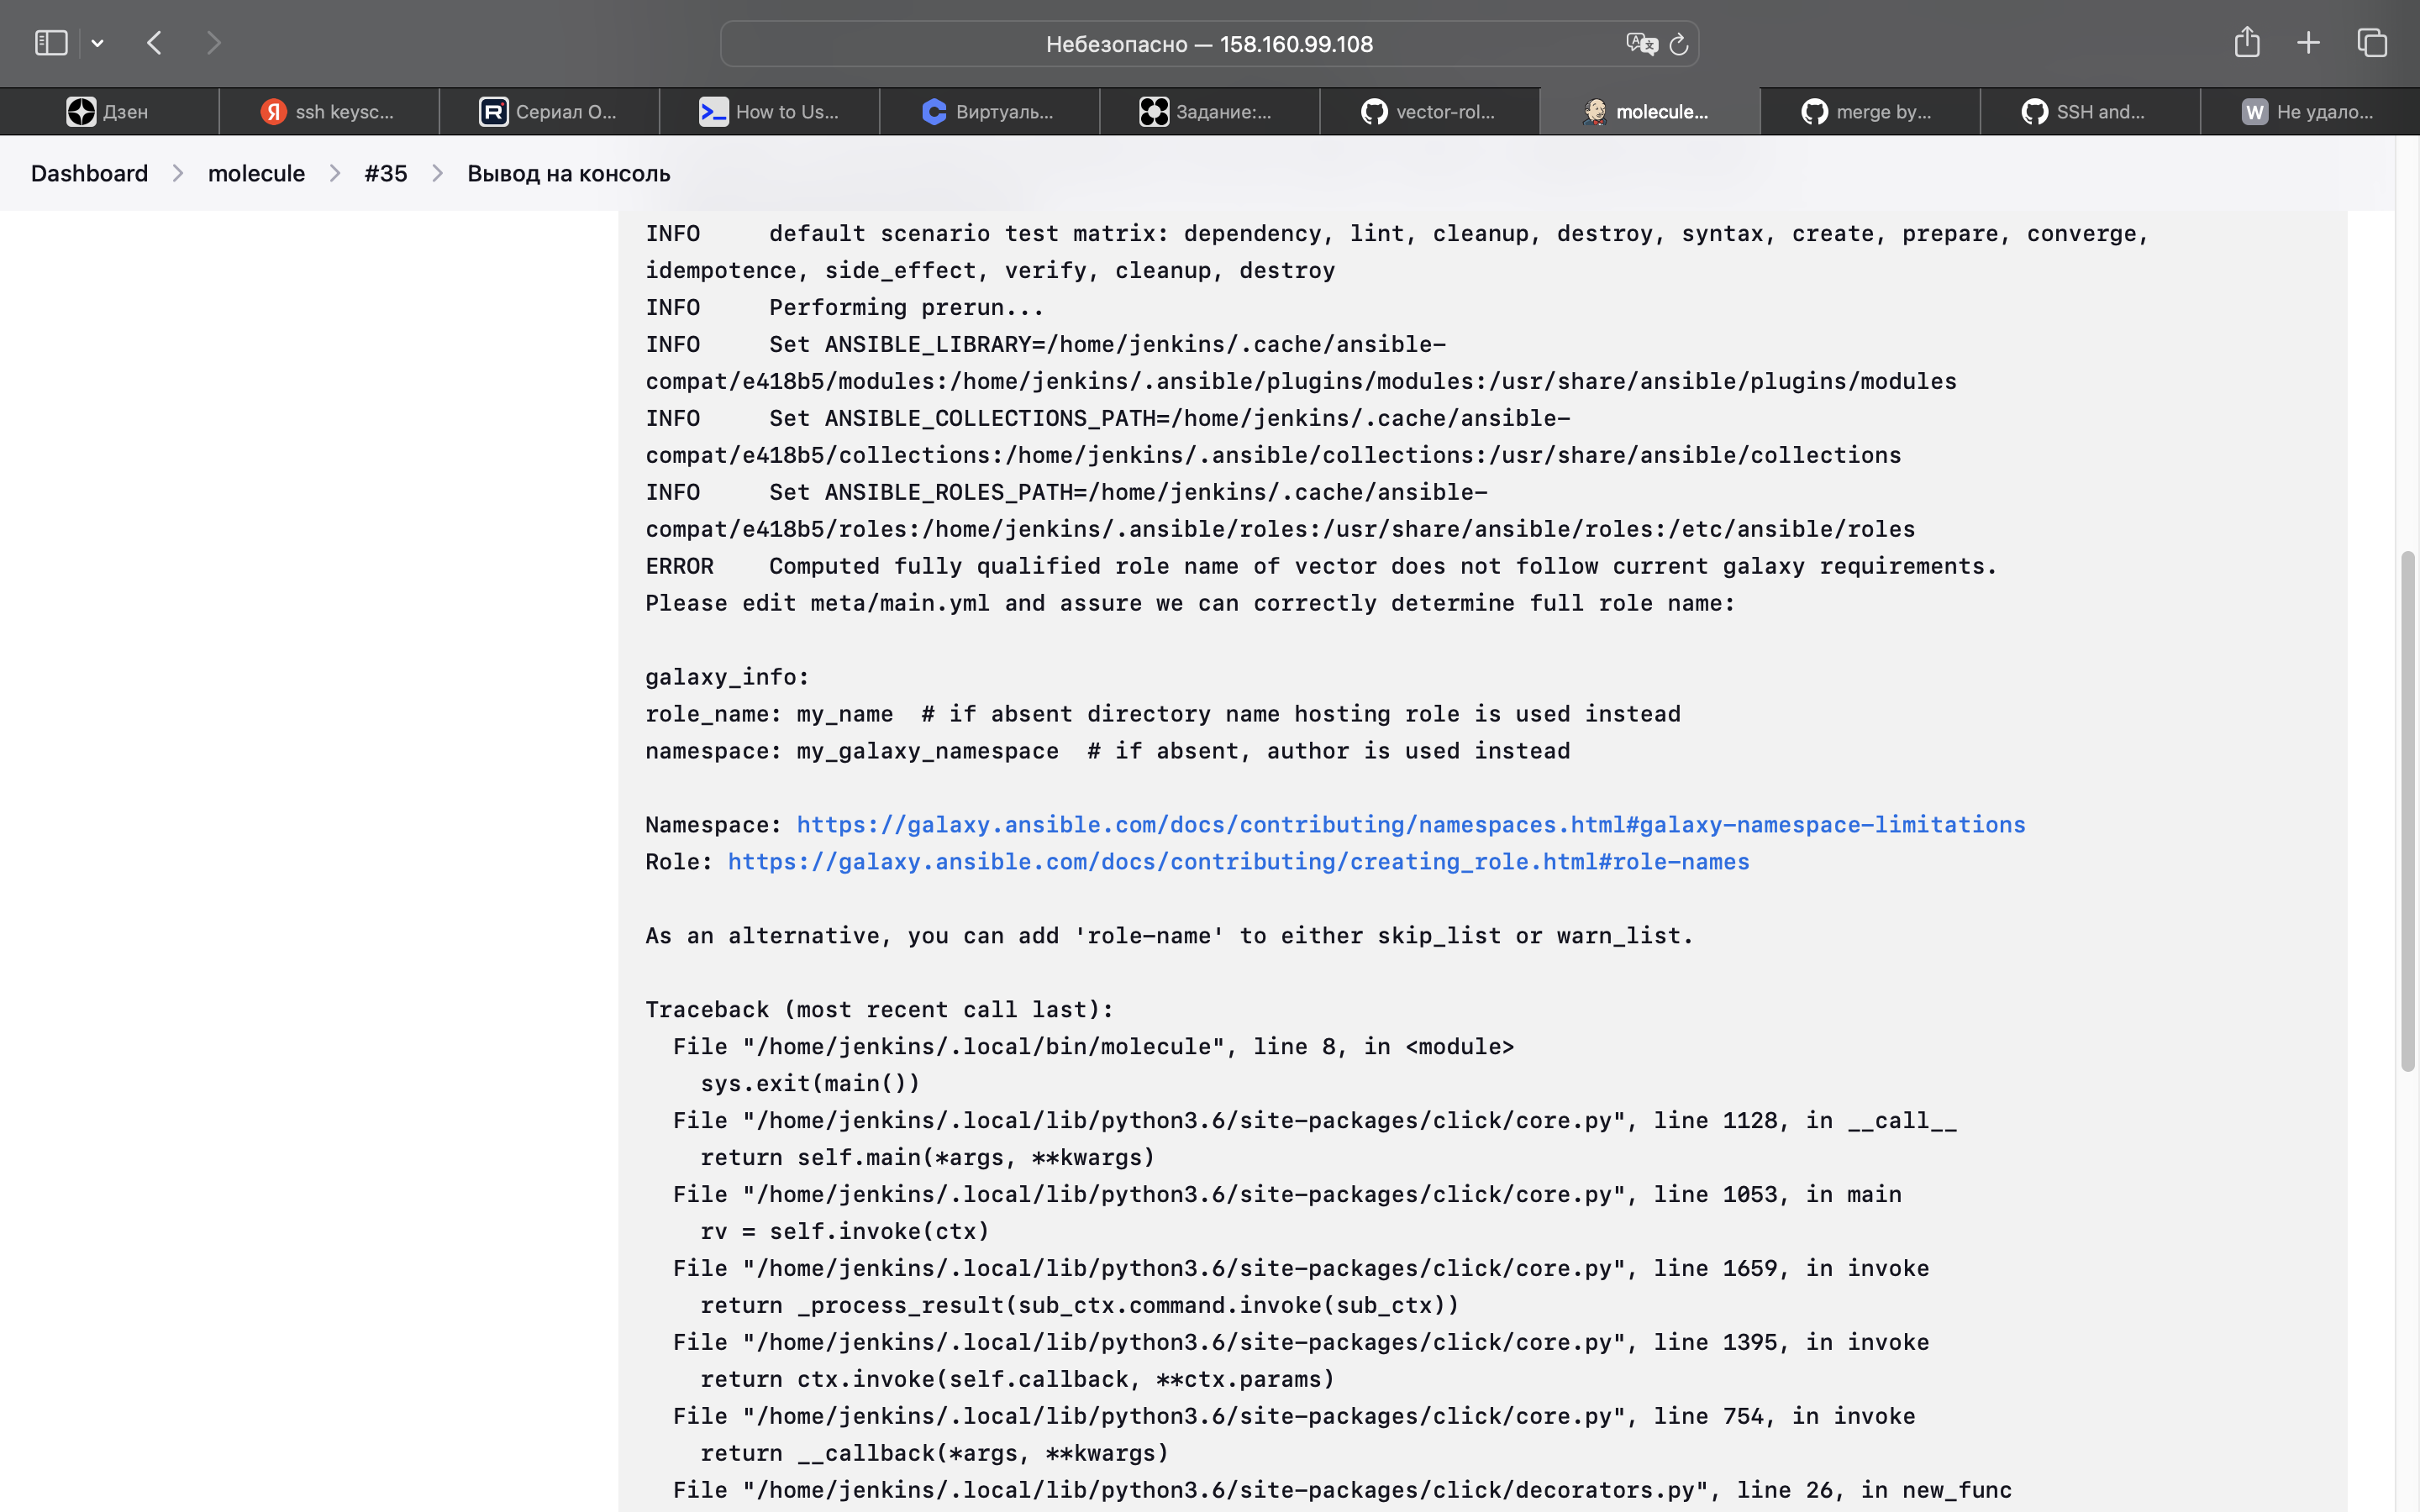 Небезопасно — 158.160.99.108
Дзен
ssh keysc...
Сериал О...
How to Us...
Виртуаль...
Задание:...
vector-rol...
molecule...
merge by...
SSH and...
W Не удало...
Dashboard > molecule > #35 > Вывод на консоль
INFO     default scenario test matrix: dependency, lint, cleanup, destroy, syntax, create, prepare, converge,
idempotence, side_effect, verify, cleanup, destroy
INFO     Performing prerun...
INFO     Set ANSIBLE_LIBRARY=/home/jenkins/.cache/ansible-
compat/e418b5/modules:/home/jenkins/.ansible/plugins/modules:/usr/share/ansible/plugins/modules
INFO     Set ANSIBLE_COLLECTIONS_PATH=/home/jenkins/.cache/ansible-
compat/e418b5/collections:/home/jenkins/.ansible/collections:/usr/share/ansible/collections
INFO     Set ANSIBLE_ROLES_PATH=/home/jenkins/.cache/ansible-
compat/e418b5/roles:/home/jenkins/.ansible/roles:/usr/share/ansible/roles:/etc/ansible/roles
ERROR    Computed fully qualified role name of vector does not follow current galaxy requirements.
Please edit meta/main.yml and assure we can correctly determine full role name:
galaxy_info:
role_name: my_name  # if absent directory name hosting role is used instead
namespace: my_galaxy_namespace  # if absent, author is used instead
Namespace: https://galaxy.ansible.com/docs/contributing/namespaces.html#galaxy-namespace-limitations
Role: https://galaxy.ansible.com/docs/contributing/creating_role.html#role-names
As an alternative, you can add 'role-name' to either skip_list or warn_list.
Traceback (most recent call last):
  File "/home/jenkins/.local/bin/molecule", line 8, in <module>
    sys.exit(main())
  File "/home/jenkins/.local/lib/python3.6/site-packages/click/core.py", line 1128, in __call__
    return self.main(*args, **kwargs)
  File "/home/jenkins/.local/lib/python3.6/site-packages/click/core.py", line 1053, in main
    rv = self.invoke(ctx)
  File "/home/jenkins/.local/lib/python3.6/site-packages/click/core.py", line 1659, in invoke
    return _process_result(sub_ctx.command.invoke(sub_ctx))
  File "/home/jenkins/.local/lib/python3.6/site-packages/click/core.py", line 1395, in invoke
    return ctx.invoke(self.callback, **ctx.params)
  File "/home/jenkins/.local/lib/python3.6/site-packages/click/core.py", line 754, in invoke
    return __callback(*args, **kwargs)
  File "/home/jenkins/.local/lib/python3.6/site-packages/click/decorators.py", line 26, in new_func